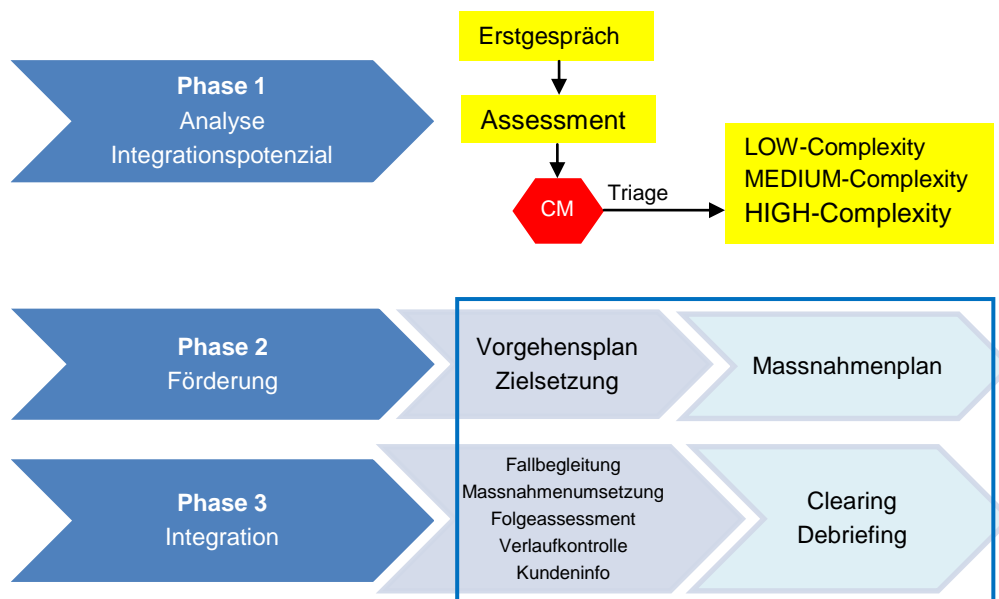 Phase 1
Analyse
Integrationspotenzial
Erstgespräch
Assessment
CM
Triage
LOW-Complexity
MEDIUM-Complexity
HIGH-Complexity
Phase 2
Förderung
Vorgehensplan
Zielsetzung
Massnahmenplan
Phase 3
Integration
Fallbegleitung
Massnahmenumsetzung
Folgeassessment
Verlaufkontrolle
Kundeninfo
Clearing
Debriefing